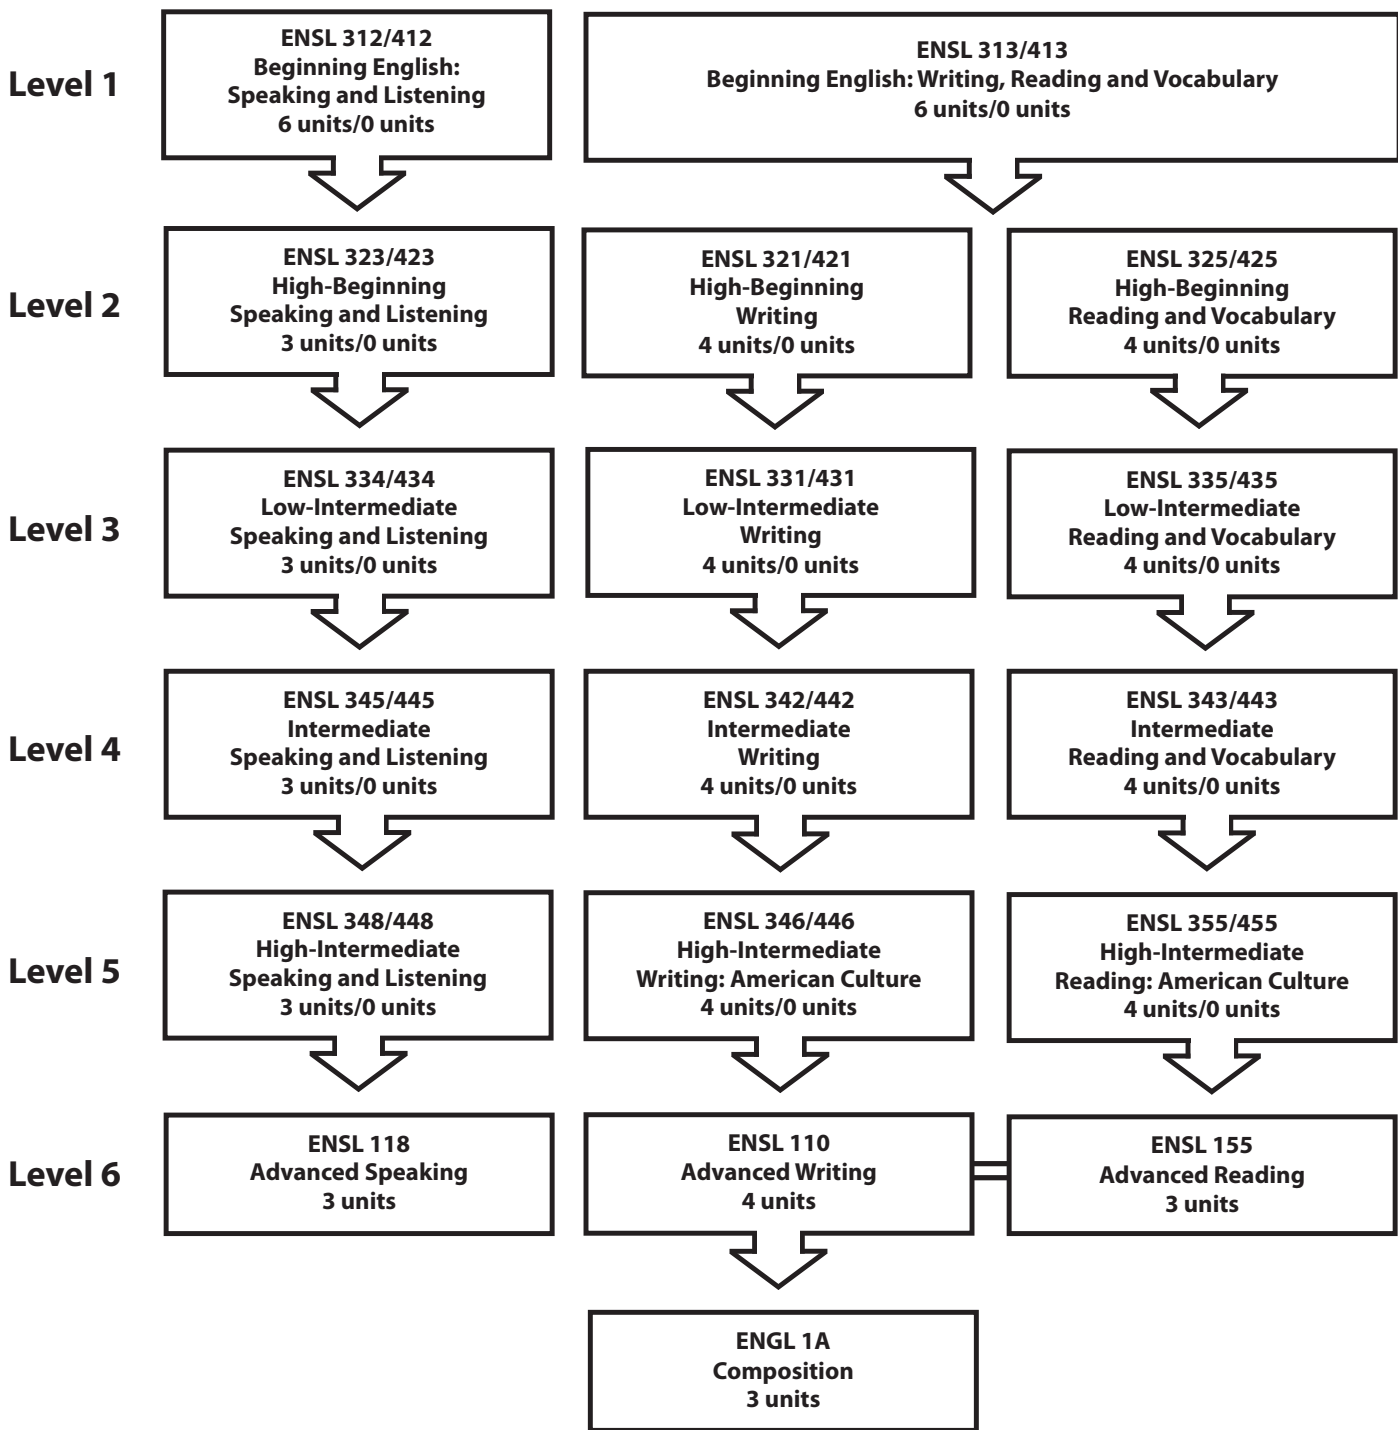 Level 1
ENSL 312/412
Beginning English:
Speaking and Listening
6 units/0 units
ENSL 313/413
Beginning English: Writing, Reading and Vocabulary
6 units/0 units
Level 2
ENSL 323/423
High-Beginning
Speaking and Listening
3 units/0 units
ENSL 321/421
High-Beginning
Writing
4 units/0 units
ENSL 325/425
High-Beginning
Reading and Vocabulary
4 units/0 units
Level 3
ENSL 334/434
Low-Intermediate
Speaking and Listening
3 units/0 units
ENSL 331/431
Low-Intermediate
Writing
4 units/0 units
ENSL 335/435
Low-Intermediate
Reading and Vocabulary
4 units/0 units
Level 4
ENSL 345/445
Intermediate
Speaking and Listening
3 units/0 units
ENSL 342/442
Intermediate
Writing
4 units/0 units
ENSL 343/443
Intermediate
Reading and Vocabulary
4 units/0 units
Level 5
ENSL 348/448
High-Intermediate
Speaking and Listening
3 units/0 units
ENSL 346/446
High-Intermediate
Writing: American Culture
4 units/0 units
ENSL 355/455
High-Intermediate
Reading: American Culture
4 units/0 units
Level 6
ENSL 118
Advanced Speaking
3 units
ENSL 110
Advanced Writing
4 units
ENSL 155
Advanced Reading
3 units
ENGL 1A
Composition
3 units